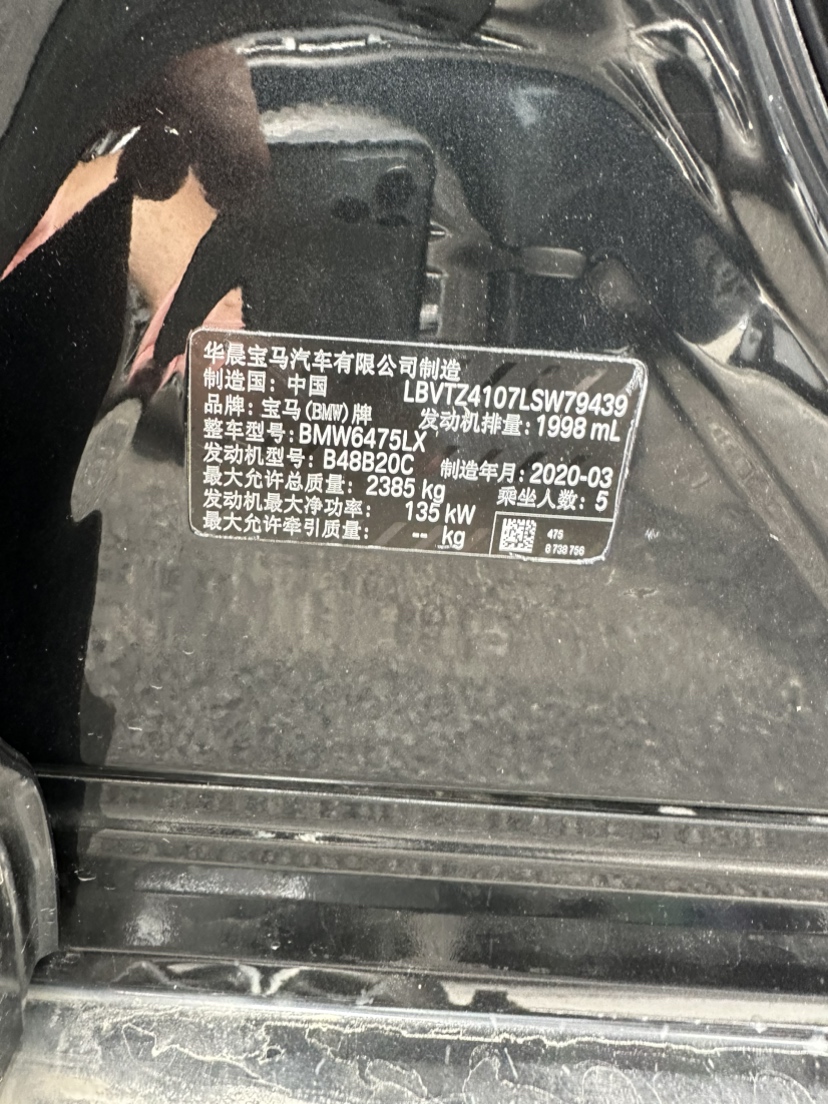 华晨宝马汽车有限公司制造
制造国：中国 LBVTZ4107LSW79439
品牌：宝马(BMW)牌 发动机排量：1998 mL
整车型号：BMW6475LX
发动机型号：B48B20C 制造年月：2020-03
最大允许总质量： 2385 kg 乘坐人数：5
发动机最大净功率： 135 kW
最大允许牵引质量： -- kg
475
8 738 756